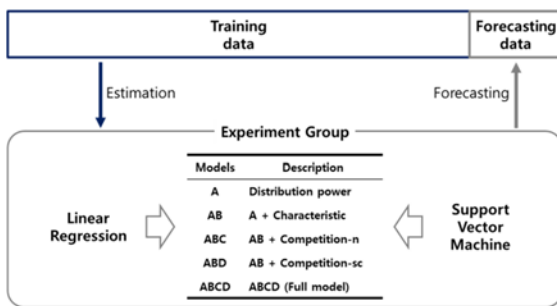 Training
data
Forecasting
data
Estimation
Forecasting
Experiment Group
Models Description
A Distribution power
AB A + Characteristic
ABC AB + Competition-n
ABD AB + Competition-sc
ABCD ABCD (Full model)
Linear
Regression
Support
Vector
Machine